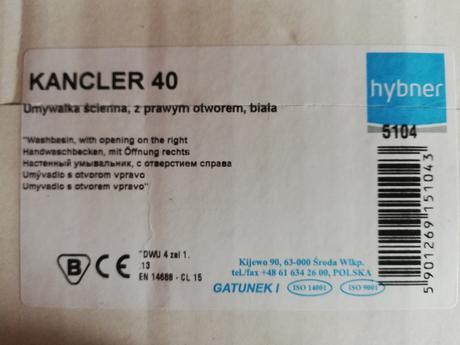 KANCLER 40
hybner
Umywalka ścienna, z prawym otworem, biała
5104
"Washbasin, with opening on the right
Handwaschbecken, mit Öffnung rechts
Настенный умывальник, с отверстием справа
Umývadlo s otvorom vpravo
Umyvadlo s otvorem vpravo"
B CE
"DWU 4 zał 1.
.13
EN 14688 - CL 15
Kijewo 90, 63-000 Środa Wlkp.
tel./fax +48 61 634 26 00, POLSKA
GATUNEK I ISO 14001 ISO 9001
5 901269 151043